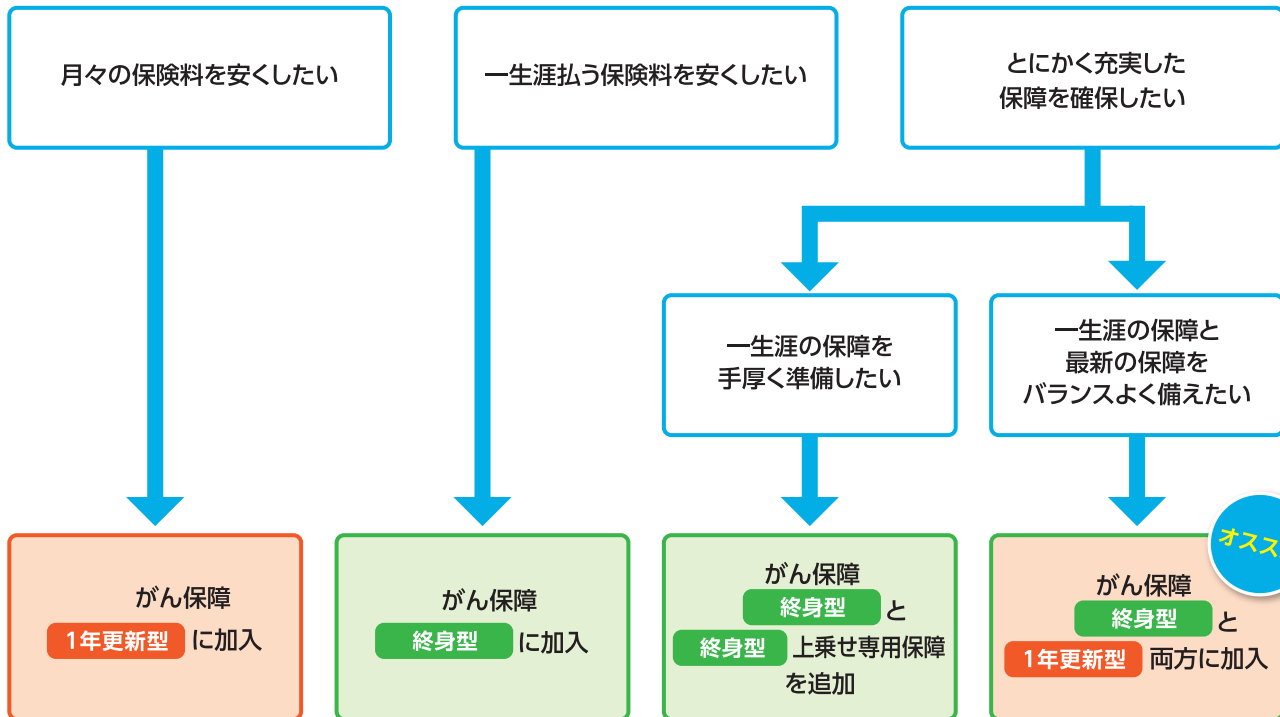 月々の保険料を安くしたい
一生涯払う保険料を安くしたい
とにかく充実した
保障を確保したい
一生涯の保障を
手厚く準備したい
一生涯の保障と
最新の保障を
バランスよく備えたい
がん保障
1年更新型 に加入
がん保障
終身型 に加入
がん保障
終身型 と
終身型 上乗せ専用保障
を追加
オスス
がん保障
終身型 と
1年更新型 両方に加入